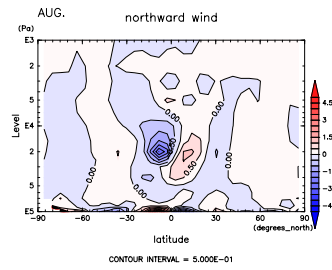 AUG.
northward wind
(Pa)
E3
2
5
E4
2
5
E5
Level
0.00
0.00
0.00
0.00
0.00
0.50
−90
−60
−30
0
30
60
90
(degrees_north)
latitude
4.5
3
1.5
0
−1
−2
−3
−4
CONTOUR INTERVAL = 5.000E−01